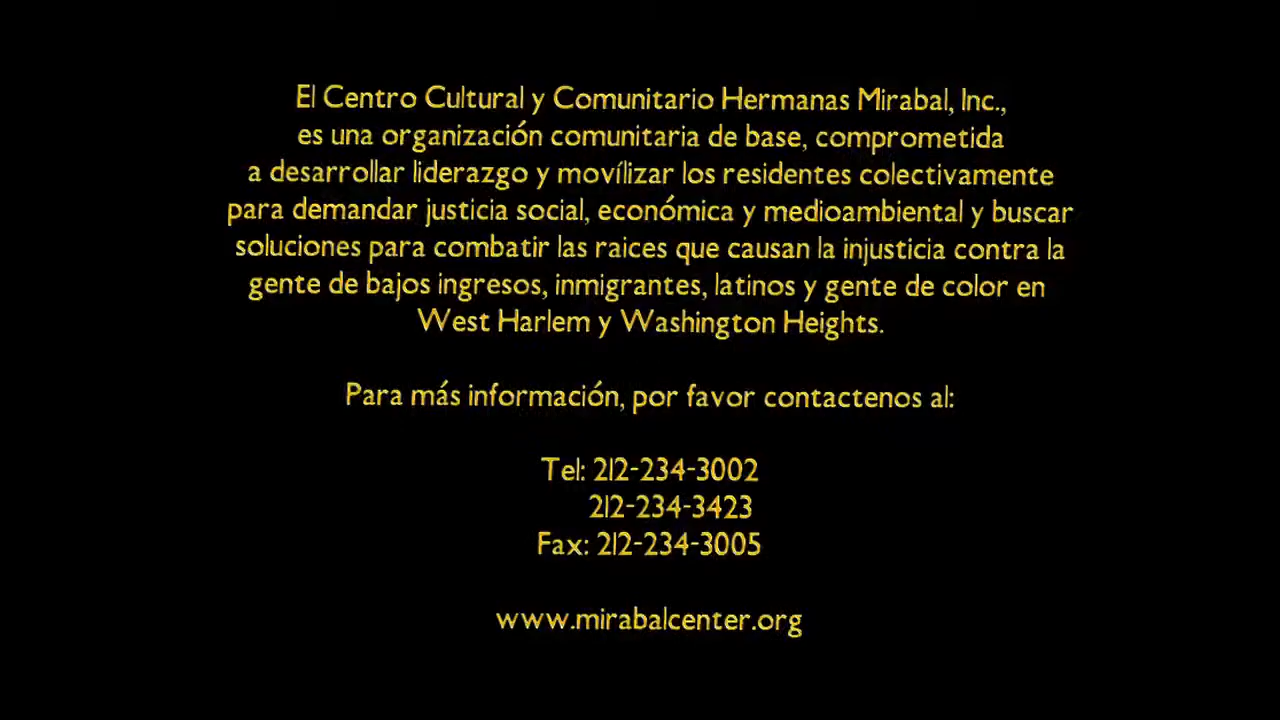 El Centro Cultural y Comunitario Hermanas Mirabal, Inc.,
es una organización comunitaria de base, comprometida
a desarrollar liderazgo y movílizar los residentes colectivamente
para demandar justicia social, económica y medioambiental y buscar
soluciones para combatir las raices que causan la injusticia contra la
gente de bajos ingresos, inmigrantes, latinos y gente de color en
West Harlem y Washington Heights.
Para más información, por favor contactenos al:
Tel: 212-234-3002
212-234-3423
Fax: 212-234-3005
www.mirabalcenter.org